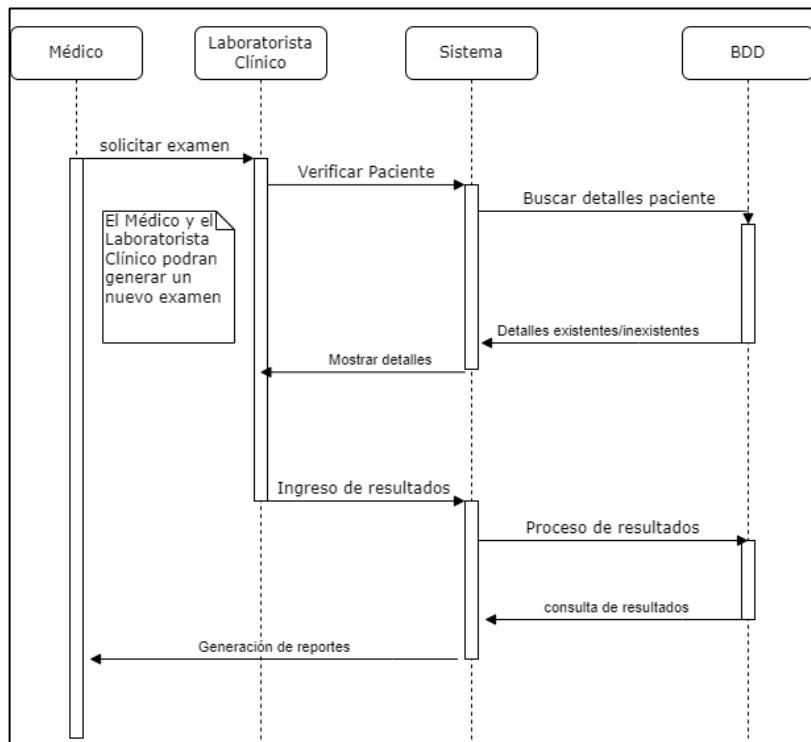 Médico
Laboratorista
Clínico
Sistema
BDD
solicitar examen
Verificar Paciente
Buscar detalles paciente
El Médico y el
Laboratorista
Clínico podran
generar un
nuevo examen
Detalles existentes/inexistentes
Mostrar detalles
Ingreso de resultados
Proceso de resultados
consulta de resultados
Generación de reportes